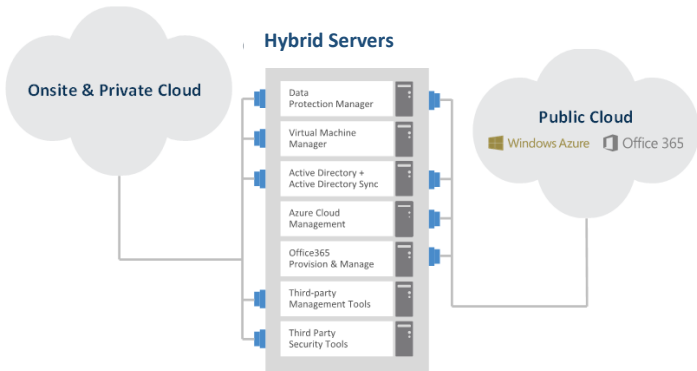 Hybrid Servers
Onsite & Private Cloud
Data
Protection Manager
Virtual Machine
Manager
Active Directory +
Active Directory Sync
Azure Cloud
Management
Office365
Provision & Manage
Third-party
Management Tools
Third Party
Security Tools
Public Cloud
Windows Azure
Office 365